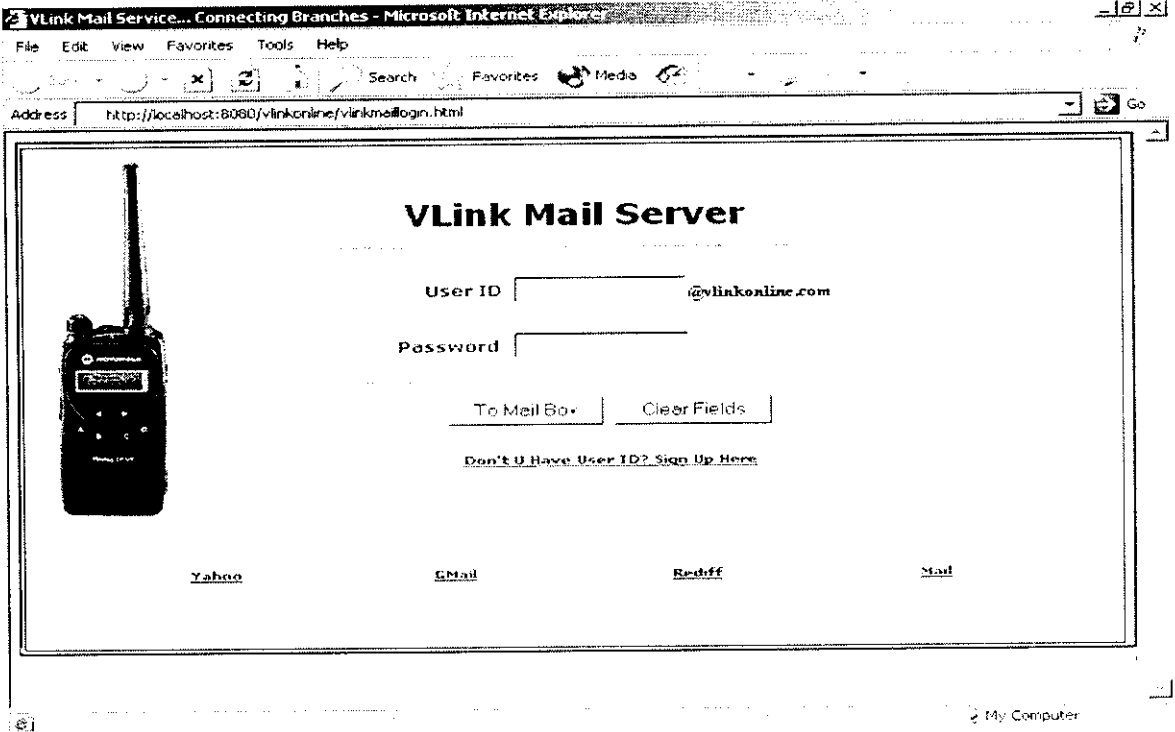 VLink Mail Service... Connecting Branches - Microsoft Internet Explorer
File Edit View Favorites Tools Help
Search Favorites Media
Address http://localhost:8080/vlinkonline/vlinkmaillogin.html Go
VLink Mail Server
User ID @vlinkonline.com
Password
To Mail Box Clear Fields
Don't U Have User ID? Sign Up Here
Yahoo GMail Rediff Mail
My Computer